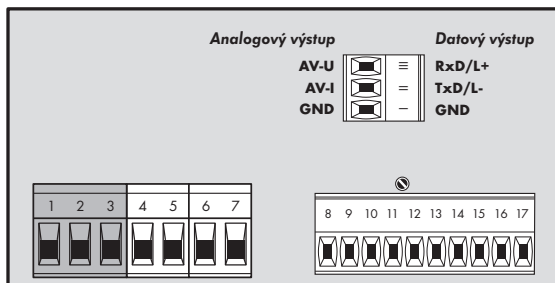 Analogový výstup Datový výstup
AV-U ≡ RxD/L+
AV-I = TxD/L-
GND – GND
1 2 3 4 5 6 7
8 9 10 11 12 13 14 15 16 17